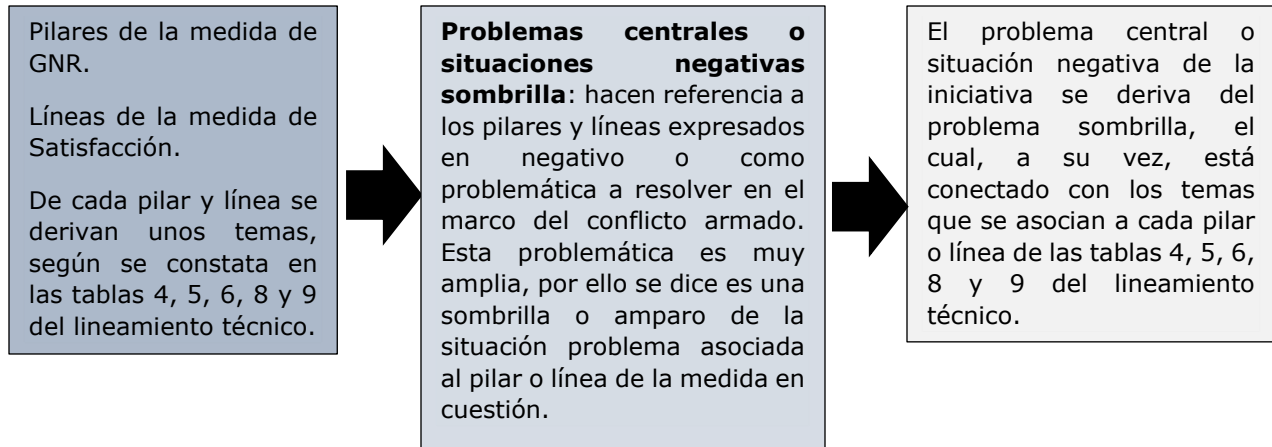 Pilares de la medida de
GNR.
Líneas de la medida de
Satisfacción.
De cada pilar y línea se
derivan unos temas,
según se constata en
las tablas 4, 5, 6, 8 y 9
del lineamiento técnico.
Problemas centrales o
situaciones negativas
sombrilla: hacen referencia a
los pilares y líneas expresados
en negativo o como
problemática a resolver en el
marco del conflicto armado.
Esta problemática es muy
amplia, por ello se dice es una
sombrilla o amparo de la
situación problema asociada
al pilar o línea de la medida en
cuestión.
El problema central o
situación negativa de la
iniciativa se deriva del
problema sombrilla, el
cual, a su vez, está
conectado con los temas
que se asocian a cada pilar
o línea de las tablas 4, 5, 6,
8 y 9 del lineamiento
técnico.